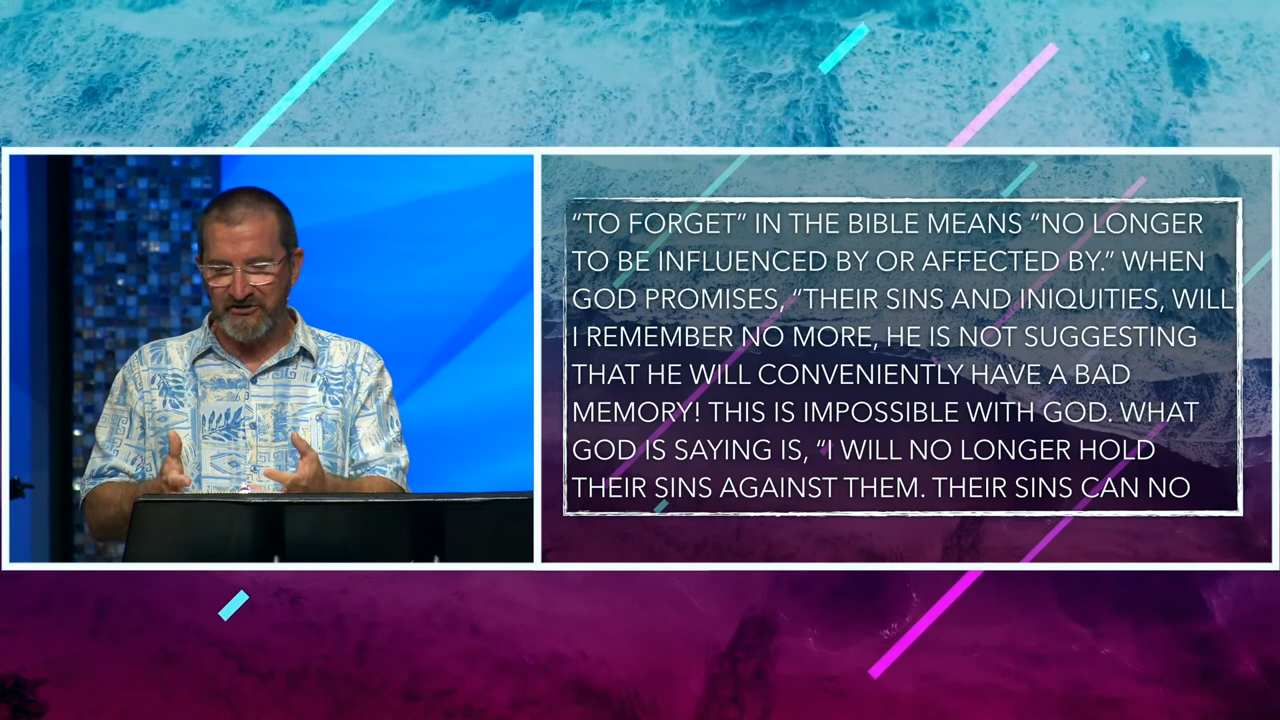 “TO FORGET” IN THE BIBLE MEANS “NO LONGER
TO BE INFLUENCED BY OR AFFECTED BY.” WHEN
GOD PROMISES, “THEIR SINS AND INIQUITIES, WILL
I REMEMBER NO MORE, HE IS NOT SUGGESTING
THAT HE WILL CONVENIENTLY HAVE A BAD
MEMORY! THIS IS IMPOSSIBLE WITH GOD. WHAT
GOD IS SAYING IS, “I WILL NO LONGER HOLD
THEIR SINS AGAINST THEM. THEIR SINS CAN NO